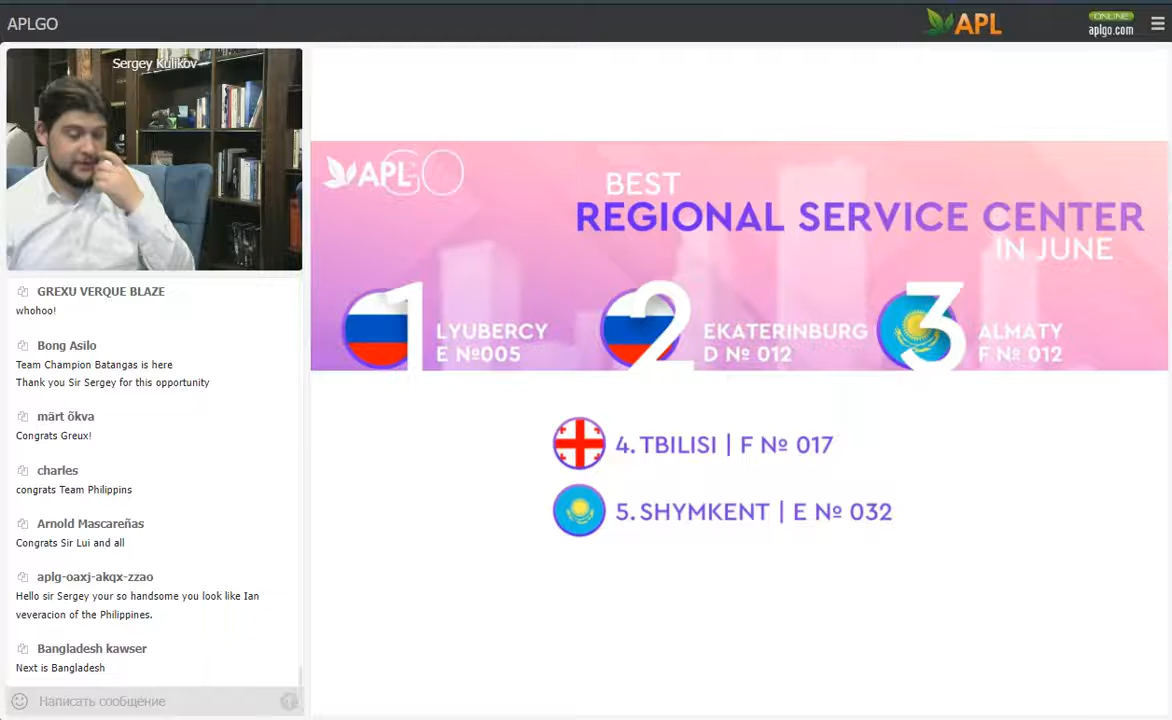 APLGO
APL
ONLINE
aplgo.com
Sergey Kulikov
GREXU VERQUE BLAZE
whohoo!
Bong Asilo
Team Champion Batangas is here
Thank you Sir Sergey for this opportunity
märt õkva
Congrats Greux!
charles
congrats Team Philippins
Arnold Mascareñas
Congrats Sir Lui and all
aplg-oaxj-akqx-zzao
Hello sir Sergey your so handsome you look like Ian
veveracion of the Philippines.
Bangladesh kawser
Next is Bangladesh
Написать сообщение
APLGO
BEST
REGIONAL SERVICE CENTER
IN JUNE
1
LYUBERCY
E №005
2
EKATERINBURG
D № 012
3
ALMATY
F № 012
4. TBILISI | F № 017
5. SHYMKENT | E № 032